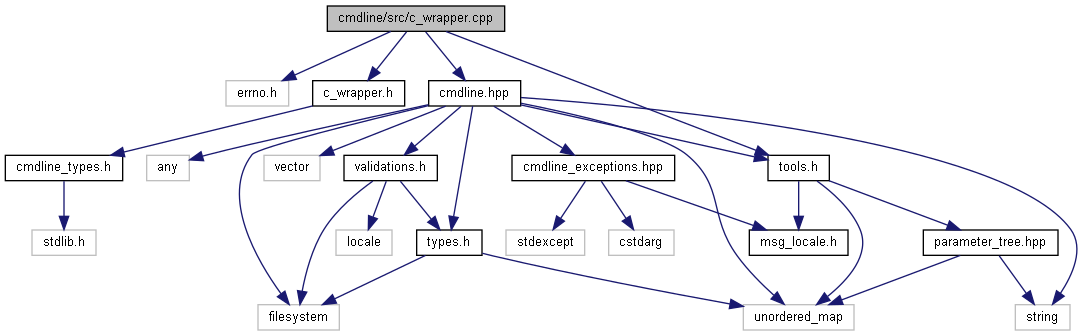 cmdline/src/c_wrapper.cpp
errno.h
c_wrapper.h
cmdline.hpp
cmdline_types.h
any
vector
validations.h
cmdline_exceptions.hpp
tools.h
stdlib.h
locale
types.h
stdexcept
cstdarg
msg_locale.h
parameter_tree.hpp
filesystem
unordered_map
string